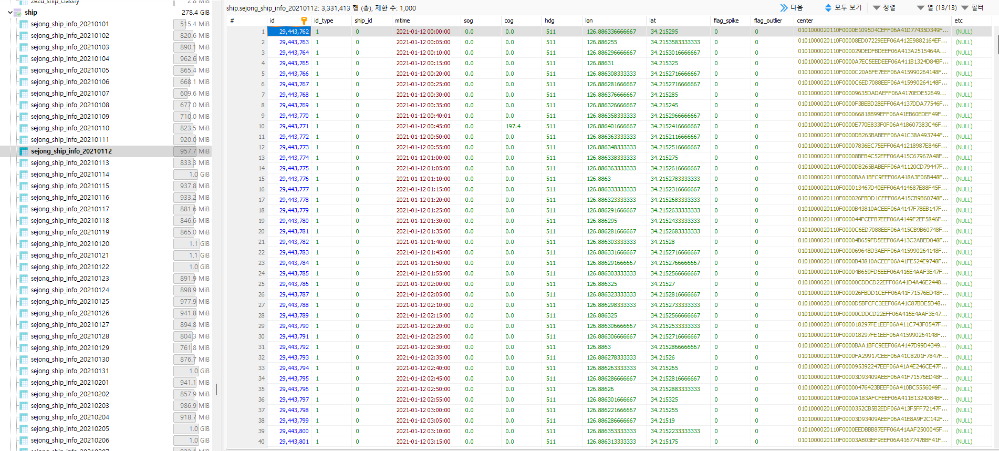 zezu_ship_classfy 2.8 MiB
ship 278.4 GiB
sejong_ship_info_20210101 515.4 MiB
sejong_ship_info_20210102 820.6 MiB
sejong_ship_info_20210103 890.1 MiB
sejong_ship_info_20210104 962.6 MiB
sejong_ship_info_20210105 865.4 MiB
sejong_ship_info_20210106 668.1 MiB
sejong_ship_info_20210107 609.6 MiB
sejong_ship_info_20210108 677.0 MiB
sejong_ship_info_20210109 710.0 MiB
sejong_ship_info_20210110 823.5 MiB
sejong_ship_info_20210111 920.0 MiB
sejong_ship_info_20210112 957.7 MiB
sejong_ship_info_20210113 833.3 MiB
sejong_ship_info_20210114 1.0 GiB
sejong_ship_info_20210115 937.8 MiB
sejong_ship_info_20210116 933.2 MiB
sejong_ship_info_20210117 881.6 MiB
sejong_ship_info_20210118 846.6 MiB
sejong_ship_info_20210119 865.0 MiB
sejong_ship_info_20210120 1.1 GiB
sejong_ship_info_20210121 1.1 GiB
sejong_ship_info_20210122 1.0 GiB
sejong_ship_info_20210123 891.9 MiB
sejong_ship_info_20210124 898.9 MiB
sejong_ship_info_20210125 977.9 MiB
sejong_ship_info_20210126 941.8 MiB
sejong_ship_info_20210127 894.8 MiB
sejong_ship_info_20210128 804.3 MiB
sejong_ship_info_20210129 761.8 MiB
sejong_ship_info_20210130 876.7 MiB
sejong_ship_info_20210131 1.0 GiB
sejong_ship_info_20210201 941.1 MiB
sejong_ship_info_20210202 857.9 MiB
sejong_ship_info_20210203 986.9 MiB
sejong_ship_info_20210204 918.7 MiB
sejong_ship_info_20210205 1.0 GiB
sejong_ship_info_20210206 1.0 GiB
ship.sejong_ship_info_20210112: 3,331,413 행 (총), 제한 수: 1,000 다음 모두 보기 정렬 열 (13/13) 필터
# id id_type ship_id mtime sog cog hdg lon lat flag_spike flag_outlier center etc
1 29,443,762 1 0 2021-01-12 00:00:00 0.0 0.0 511 126.886336666667 34.215295 0 0 0101000020110F0000E1095D4CEEFF06A41D77435D349F... (NULL)
2 29,443,763 1 0 2021-01-12 00:05:00 0.0 0.0 511 126.886255 34.2153583333333 0 0 0101000020110F00008ED07229EEF06A412E9882164EF... (NULL)
3 29,443,764 1 0 2021-01-12 00:10:00 0.0 0.0 511 126.886296666667 34.2153016666667 0 0 0101000020110F000029DEDFBDEEF06A413A2515464A... (NULL)
4 29,443,765 1 0 2021-01-12 00:15:00 0.0 0.0 511 126.88631 34.215325 0 0 0101000020110F0000A7EC5EEDEEF06A411B1324D84BF... (NULL)
5 29,443,766 1 0 2021-01-12 00:20:00 0.0 0.0 511 126.886308333333 34.2152716666667 0 0 0101000020110F0000C20A6FE7EEF06A415990264148F... (NULL)
6 29,443,767 1 0 2021-01-12 00:25:00 0.0 0.0 511 126.886281666667 34.2152716666667 0 0 0101000020110F0000C6ED7088EEF06A415990264148F... (NULL)
7 29,443,768 1 0 2021-01-12 00:30:00 0.0 0.0 511 126.886376666667 34.215285 0 0 0101000020110F00009635DADAEFF06A4170EDE52649... (NULL)
8 29,443,769 1 0 2021-01-12 00:35:00 0.0 0.0 511 126.886326666667 34.215245 0 0 0101000020110F0000F3BEBD28EEF06A4137DDA77546F... (NULL)
9 29,443,770 1 0 2021-01-12 00:40:01 0.0 0.0 511 126.886358333333 34.2152966666667 0 0 0101000020110F000066818B99EFF06A41EB60EDEF49F... (NULL)
10 29,443,771 1 0 2021-01-12 00:45:00 0.0 197.4 511 126.886401666667 34.2152416666667 0 0 0101000020110F0000E770E833F0F06A418607383C46F... (NULL)
11 29,443,772 1 0 2021-01-12 00:50:00 0.0 0.0 511 126.886363333333 34.2152116666667 0 0 0101000020110F0000DB265BABEFF06A41C38A493744F... (NULL)
12 29,443,773 1 0 2021-01-12 00:55:00 0.0 0.0 511 126.886348333333 34.2152516666667 0 0 0101000020110F00007836EC75EFF06A41218987E846F... (NULL)
13 29,443,774 1 0 2021-01-12 01:00:00 0.0 0.0 511 126.886338333333 34.215275 0 0 0101000020110F00008BEB4C52EFF06A415C67967A48F... (NULL)
14 29,443,775 1 0 2021-01-12 01:05:00 0.0 0.0 511 126.886363333333 34.2152616666667 0 0 0101000020110F0000DB265BABEFF06A41120CD79447F... (NULL)
15 29,443,776 1 0 2021-01-12 01:10:00 0.0 0.0 511 126.8863 34.2152783333333 0 0 0101000020110F0000BAA1BFC9EEF06A418A3E06B448F... (NULL)
16 29,443,777 1 0 2021-01-12 01:15:00 0.0 0.0 511 126.886333333333 34.2152316666667 0 0 0101000020110F000013467D40EFF06A414687E88F45F... (NULL)
17 29,443,778 1 0 2021-01-12 01:20:00 0.0 0.0 511 126.886323333333 34.2152683333333 0 0 0101000020110F000026FBDD1CEFF06A415CB9B60748F... (NULL)
18 29,443,779 1 0 2021-01-12 01:25:00 0.0 0.0 511 126.886291666667 34.2152633333333 0 0 0101000020110F0000B43810ACEEF06A4147F78EB147F... (NULL)
19 29,443,780 1 0 2021-01-12 01:30:00 0.0 0.0 511 126.886295 34.2152433333333 0 0 0101000020110F000044FCEFB7EEF06A4149F2EF5846F... (NULL)
20 29,443,781 1 0 2021-01-12 01:35:00 0.0 0.0 511 126.886281666667 34.2152683333333 0 0 0101000020110F0000C6ED7088EEF06A415CB9B60748F... (NULL)
21 29,443,782 1 0 2021-01-12 01:40:00 0.0 0.0 511 126.886303333333 34.21528 0 0 0101000020110F00004B659FD5EEF06A413C2ABED048F... (NULL)
22 29,443,783 1 0 2021-01-12 01:45:00 0.0 0.0 511 126.886331666667 34.2152716666667 0 0 0101000020110F000069648D3AEFF06A415990264148F... (NULL)
23 29,443,784 1 0 2021-01-12 01:50:00 0.0 0.0 511 126.886291666667 34.2152766666667 0 0 0101000020110F0000B43810ACEEF06A41FE524E9748F... (NULL)
24 29,443,785 1 0 2021-01-12 01:55:00 0.0 0.0 511 126.886303333333 34.2152566666667 0 0 0101000020110F00004B659FD5EEF06A416E4AAF3E47F... (NULL)
25 29,443,786 1 0 2021-01-12 02:00:00 0.0 0.0 511 126.886325 34.21527 0 0 0101000020110F00000CDDCD22EFF06A41D4A46E2448... (NULL)
26 29,443,787 1 0 2021-01-12 02:05:00 0.0 0.0 511 126.886323333333 34.2152816666667 0 0 0101000020110F000026FBDD1CEFF06A41F71576ED48F... (NULL)
27 29,443,788 1 0 2021-01-12 02:10:00 0.0 0.0 511 126.886298333333 34.2152733333333 0 0 0101000020110F0000D5BFCFC3EEF06A41C87BDE5D48... (NULL)
28 29,443,789 1 0 2021-01-12 02:15:00 0.0 0.0 511 126.886325 34.2152566666667 0 0 0101000020110F00000CDDCD22EFF06A416E4AAF3E47... (NULL)
29 29,443,790 1 0 2021-01-12 02:20:00 0.0 0.0 511 126.886306666667 34.2152533333333 0 0 0101000020110F000018297FE1EEF06A411C743F0547F... (NULL)
30 29,443,791 1 0 2021-01-12 02:25:00 0.0 0.0 511 126.886306666667 34.2152716666667 0 0 0101000020110F000018297FE1EEF06A415990264148F... (NULL)
31 29,443,792 1 0 2021-01-12 02:30:00 0.0 0.0 511 126.8863 34.2152866666667 0 0 0101000020110F0000BAA1BFC9EEF06A4147D99D4349... (NULL)
32 29,443,793 1 0 2021-01-12 02:35:00 0.0 0.0 511 126.886278333333 34.21526 0 0 0101000020110F0000FA29917CEEF06A41C8201F7847F... (NULL)
33 29,443,794 1 0 2021-01-12 02:40:00 0.0 0.0 511 126.886263333333 34.215265 0 0 0101000020110F000095392247EEF06A41A4E246CE47F... (NULL)
34 29,443,795 1 0 2021-01-12 02:45:00 0.0 0.0 511 126.886286666667 34.2152816666667 0 0 0101000020110F00003D93409AEEF06A41F71576ED48F... (NULL)
35 29,443,796 1 0 2021-01-12 02:50:00 0.0 0.0 511 126.88626 34.2152883333333 0 0 0101000020110F00000476423BEEF06A410BC5556049F... (NULL)
36 29,443,797 1 0 2021-01-12 02:55:00 0.0 0.0 511 126.886301666667 34.215325 0 0 0101000020110F0000A183AFCFEEF06A411B1324D84BF... (NULL)
37 29,443,798 1 0 2021-01-12 03:00:00 0.0 0.0 511 126.886221666667 34.215255 0 0 0101000020110F0000352CB5B2EDF06A413F5FF72147F... (NULL)
38 29,443,799 1 0 2021-01-12 03:05:00 0.0 0.0 511 126.886286666667 34.21519 0 0 0101000020110F00003D93409AEEF06A41E8A9F2C142F... (NULL)
39 29,443,800 1 0 2021-01-12 03:10:00 0.0 0.0 511 126.886353333333 34.2152233333333 0 0 0101000020110F0000EEDBBB87EFF06A41AAF2500045F... (NULL)
40 29,443,801 1 0 2021-01-12 03:15:00 0.0 0.0 511 126.886313333333 34.215175 0 0 0101000020110F00003AB03EF9EEF06A4167747BBF41F... (NULL)